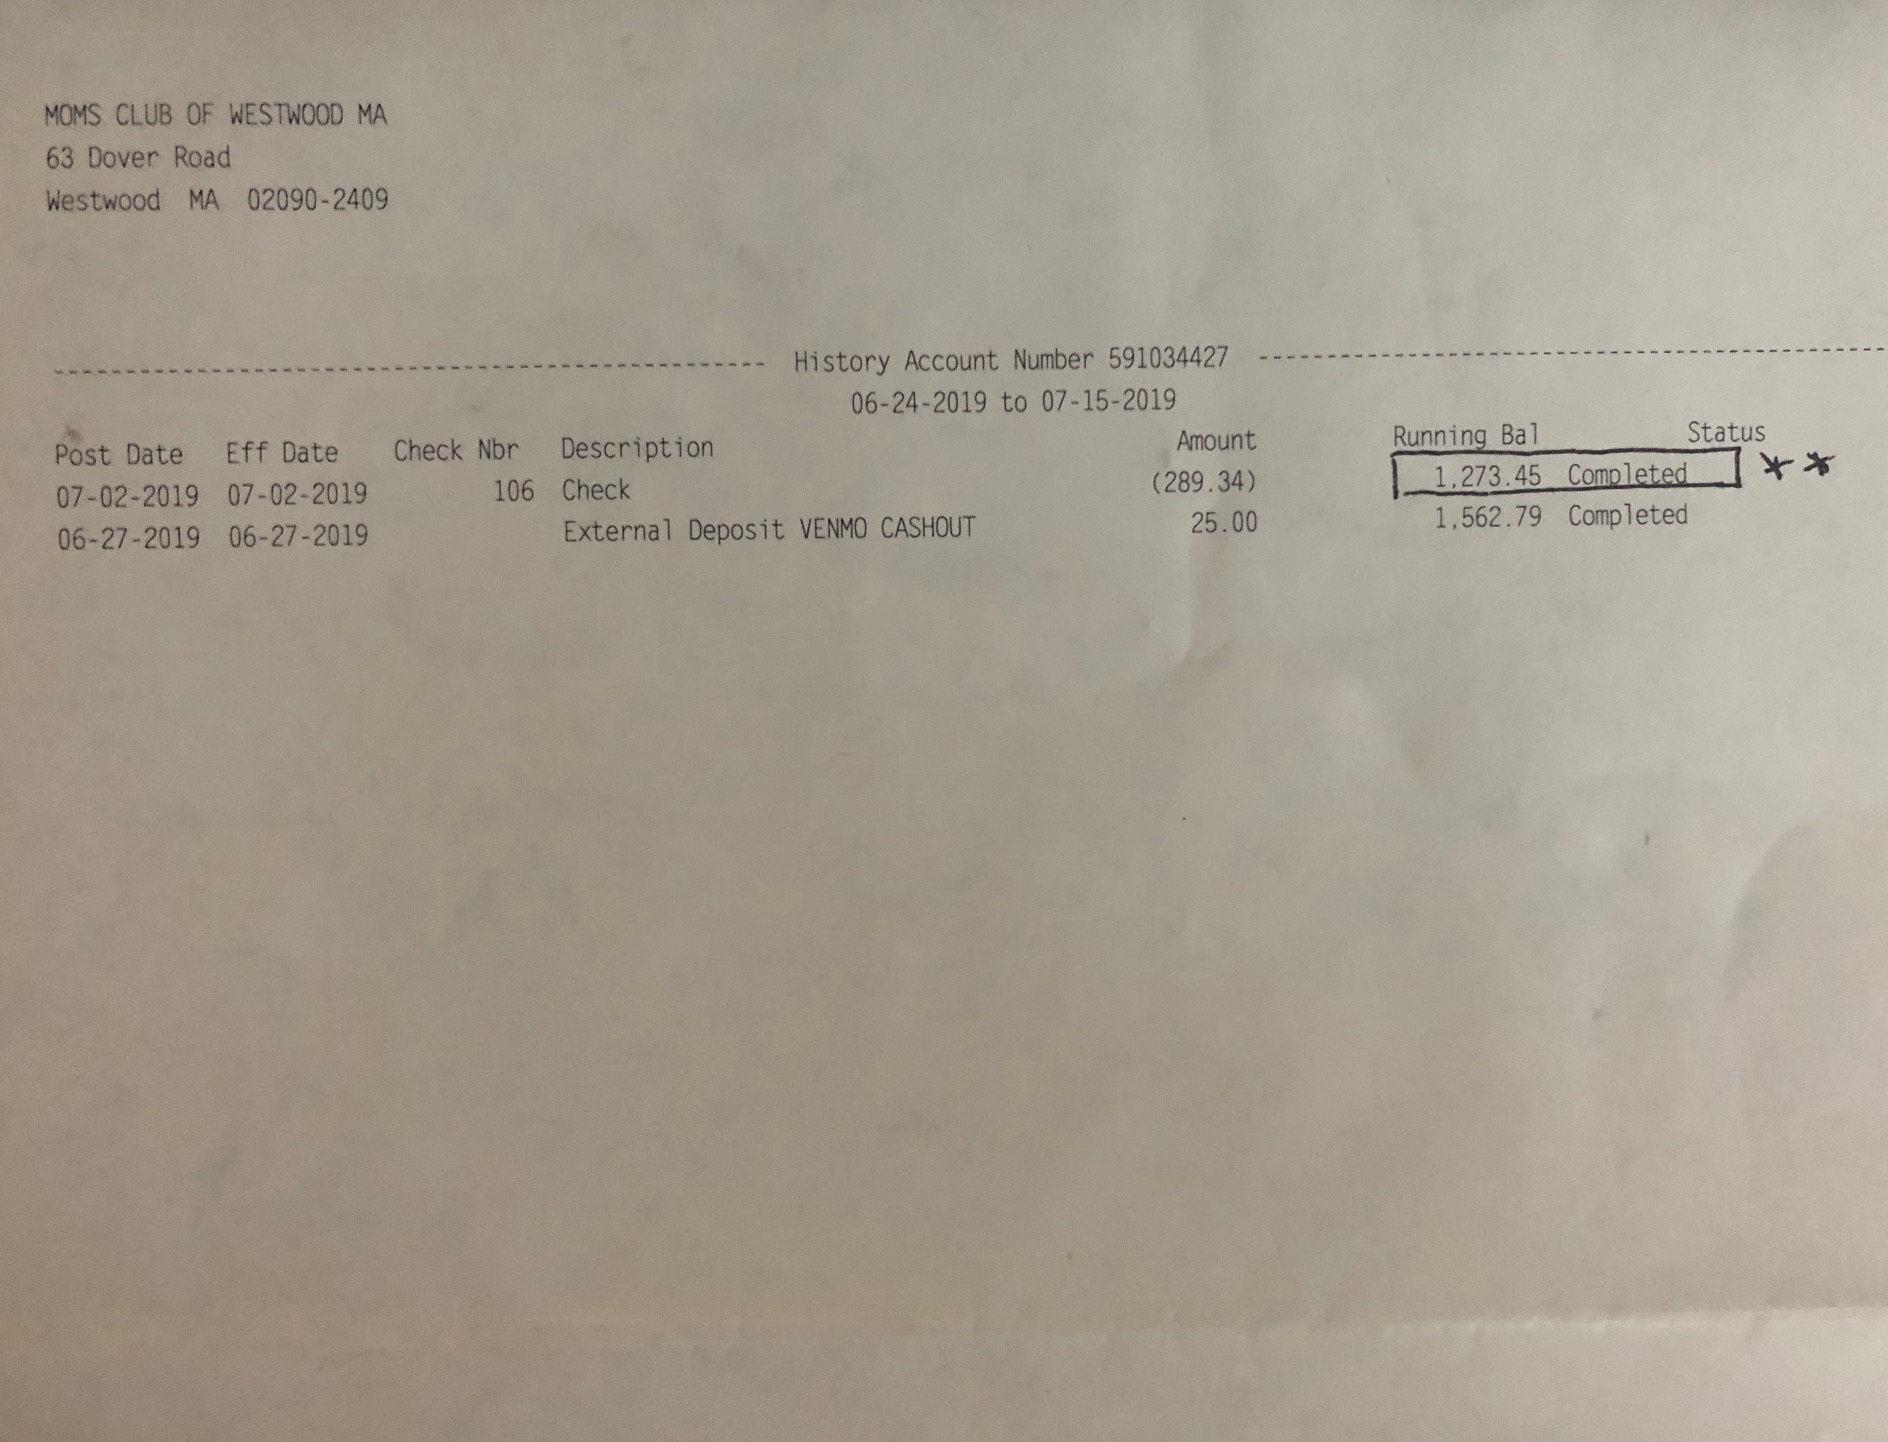 MOMS CLUB OF WESTWOOD MA
63 Dover Road
Westwood MA 02090-2409
History Account Number 591034427
06-24-2019 to 07-15-2019
Post Date Eff Date Check Nbr Description Amount Running Bal Status
07-02-2019 07-02-2019 106 Check (289.34) 1,273.45 Completed **
06-27-2019 06-27-2019 External Deposit VENMO CASHOUT 25.00 1,562.79 Completed